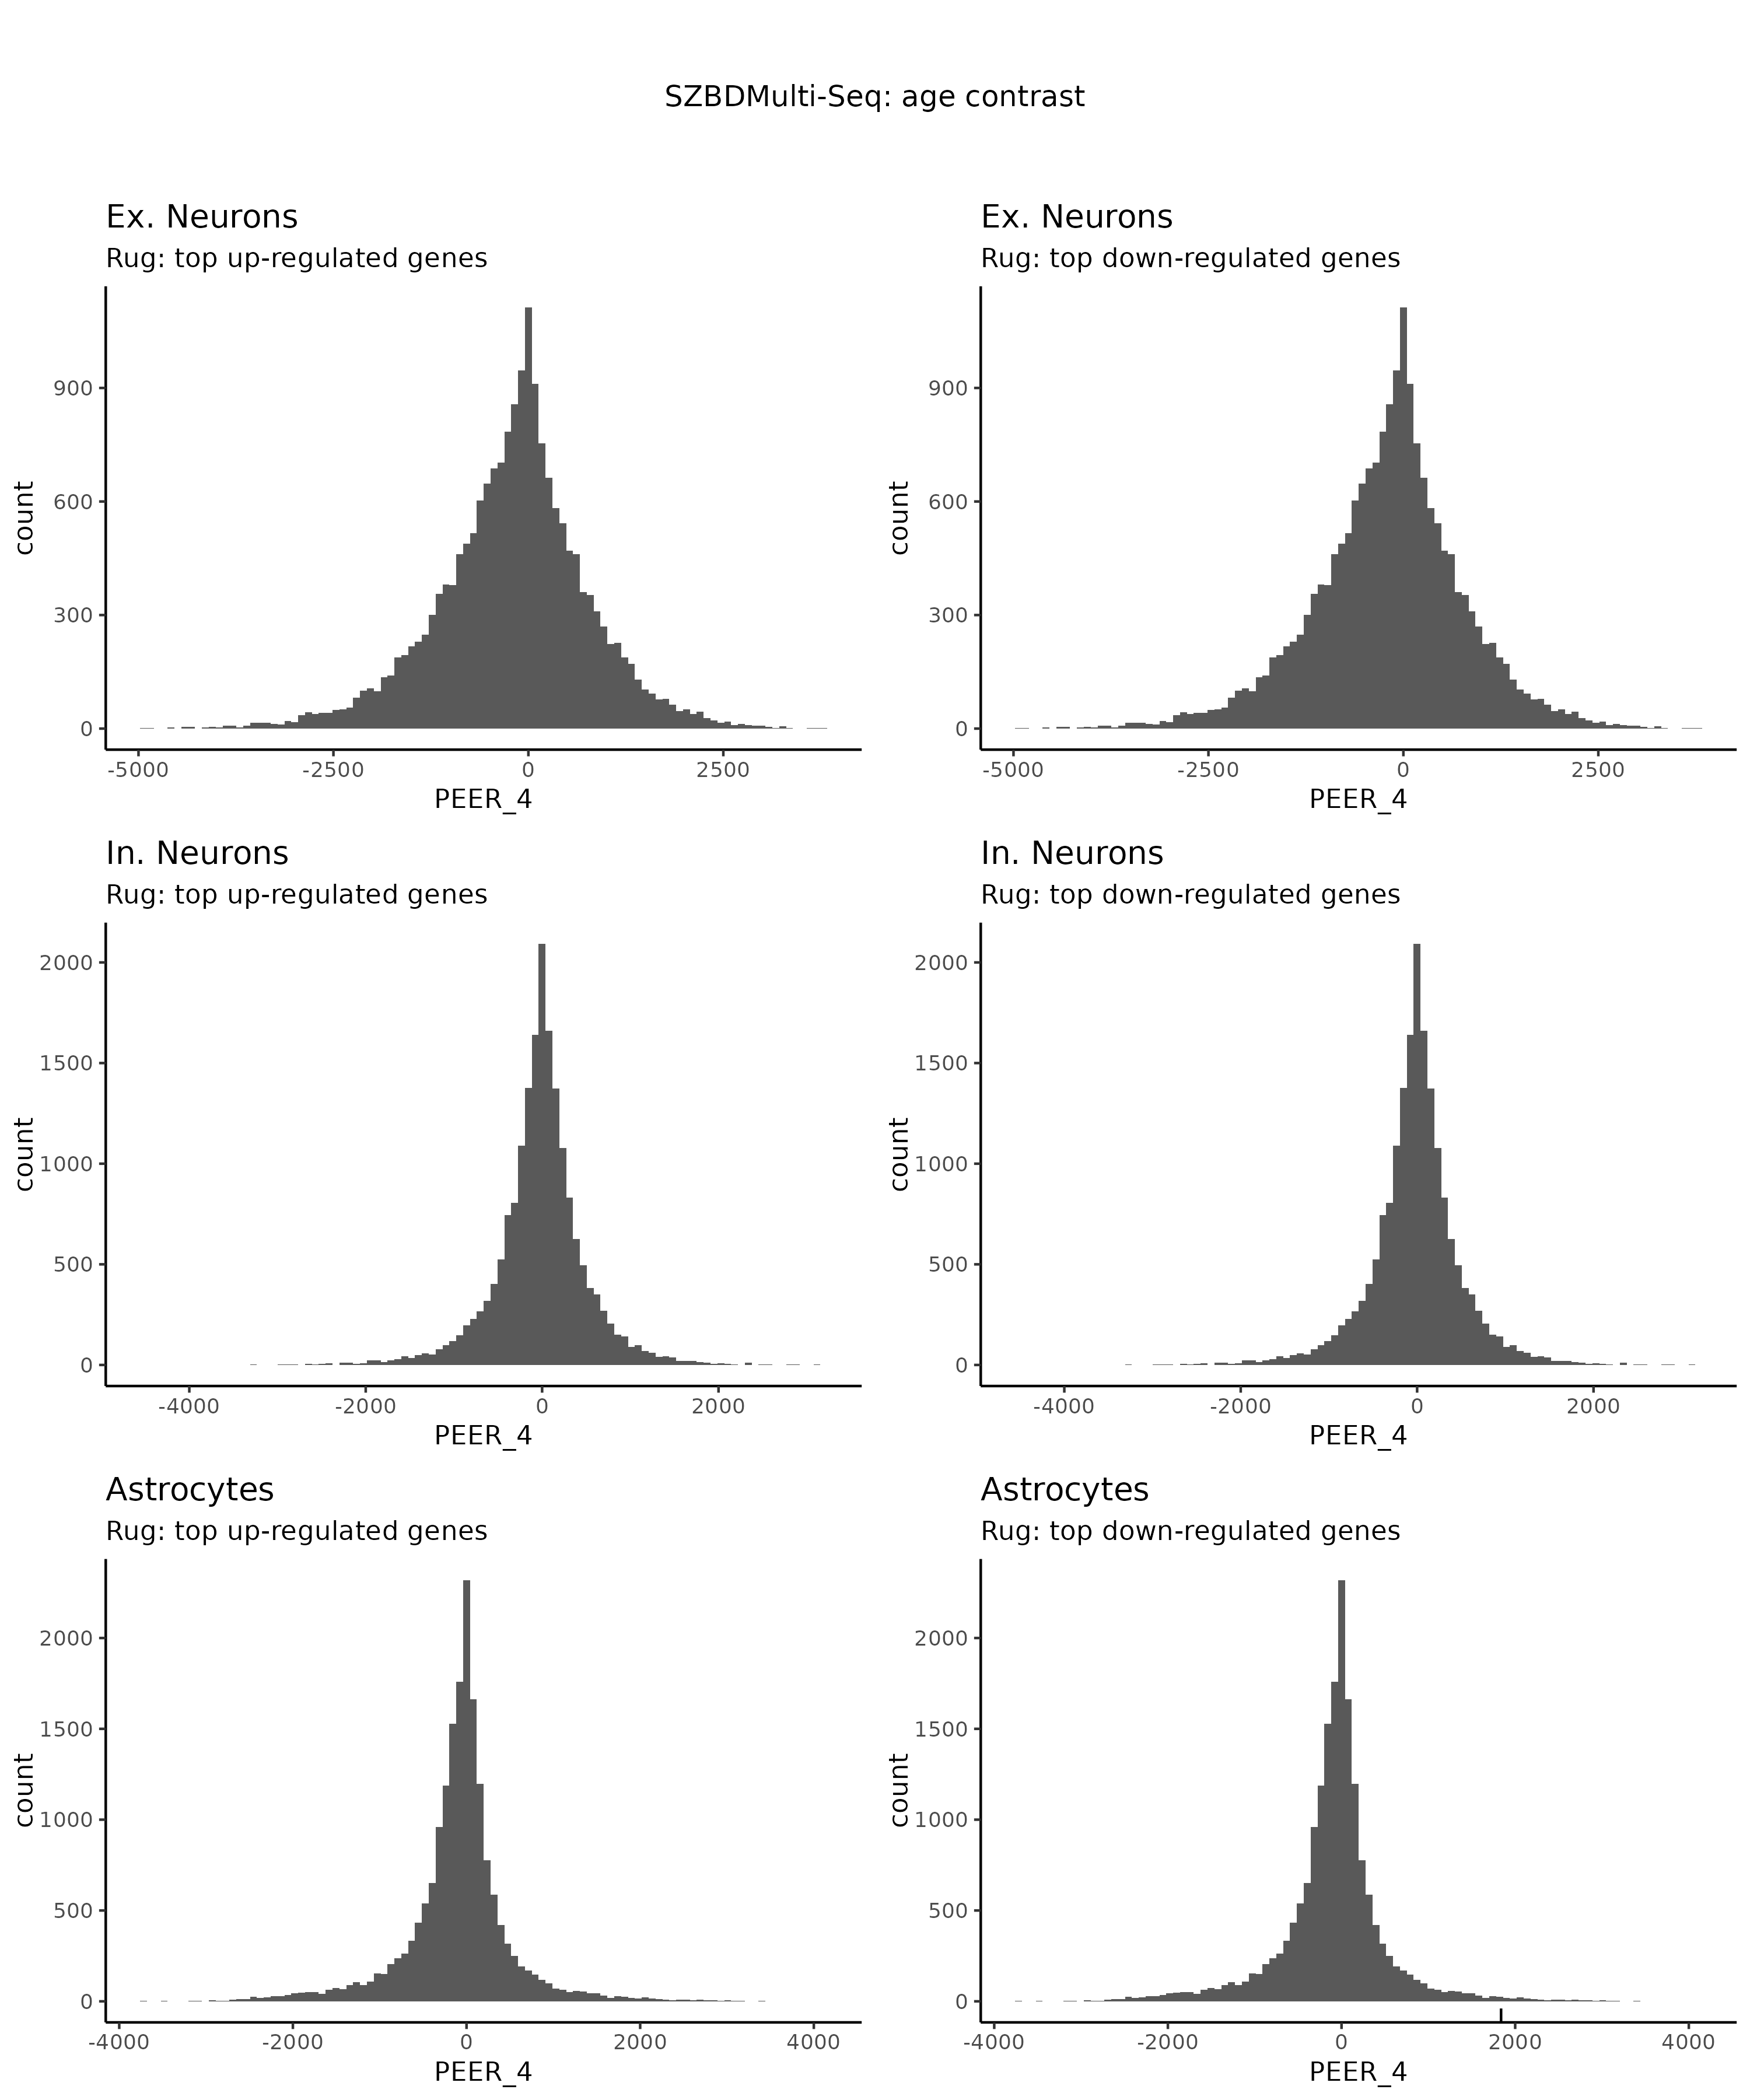 SZBDMulti-Seq: age contrast
Ex. Neurons
Rug: top up-regulated genes
count
900
600
300
0
-5000 -2500 0 2500
PEER_4
Ex. Neurons
Rug: top down-regulated genes
count
900
600
300
0
-5000 -2500 0 2500
PEER_4
In. Neurons
Rug: top up-regulated genes
count
2000
1500
1000
500
0
-4000 -2000 0 2000
PEER_4
In. Neurons
Rug: top down-regulated genes
count
2000
1500
1000
500
0
-4000 -2000 0 2000
PEER_4
Astrocytes
Rug: top up-regulated genes
count
2000
1500
1000
500
0
-4000 -2000 0 2000 4000
PEER_4
Astrocytes
Rug: top down-regulated genes
count
2000
1500
1000
500
0
-4000 -2000 0 2000 4000
PEER_4